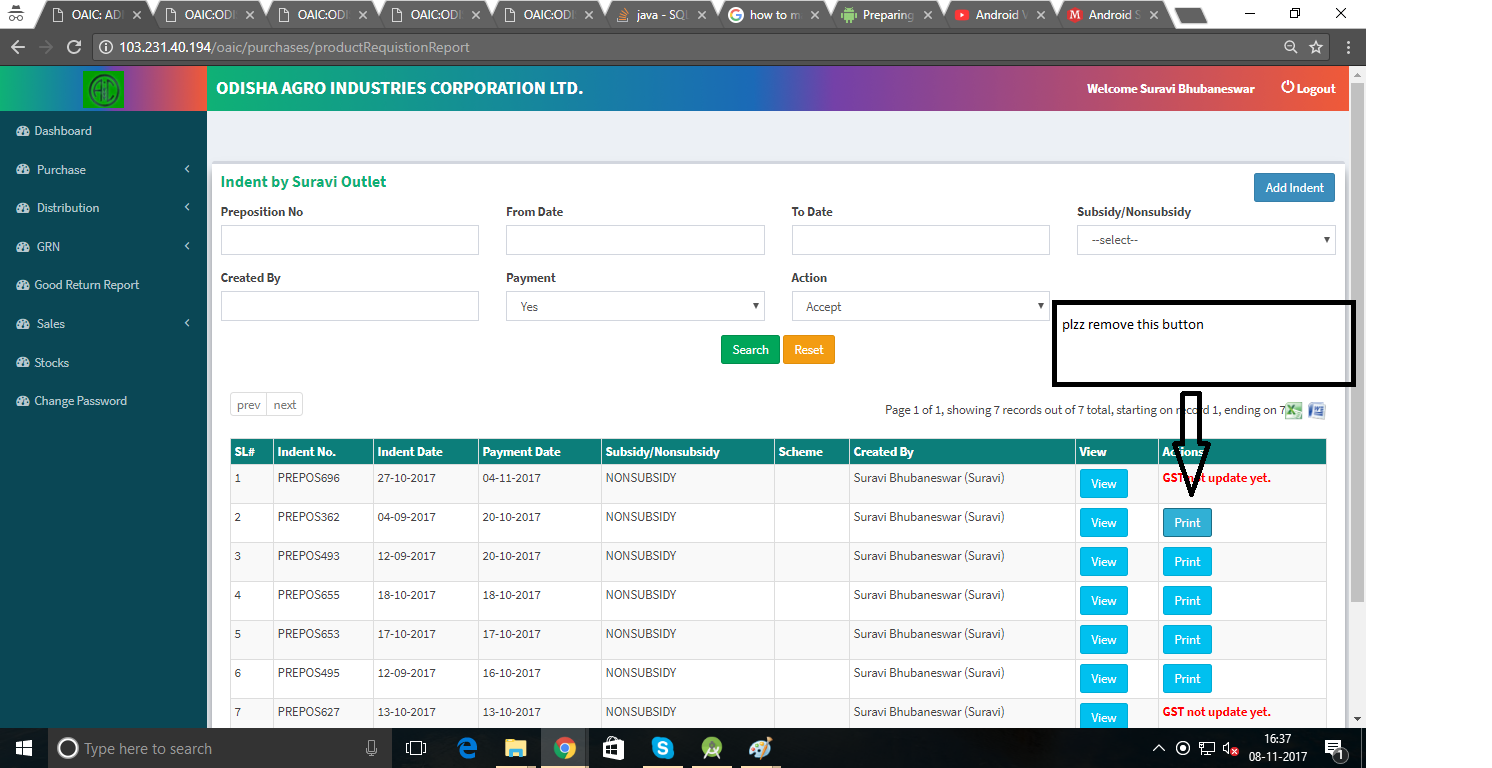 OAIC: ADI
OAIC:ODI
OAIC:ODI
OAIC:ODI
OAIC:ODI
java - SQL
how to m
Preparing
Android V
Android S
103.231.40.194/oaic/purchases/productRequistionReport
ODISHA AGRO INDUSTRIES CORPORATION LTD.
Welcome Suravi Bhubaneswar
Logout
Dashboard
Purchase
Distribution
GRN
Good Return Report
Sales
Stocks
Change Password
Indent by Suravi Outlet
Add Indent
Preposition No From Date To Date Subsidy/Nonsubsidy
--select--
Created By Payment Action
Yes Accept
plzz remove this button
Search Reset
prev next
Page 1 of 1, showing 7 records out of 7 total, starting on record 1, ending on 7
SL# Indent No. Indent Date Payment Date Subsidy/Nonsubsidy Scheme Created By View Actions
1 PREPOS696 27-10-2017 04-11-2017 NONSUBSIDY Suravi Bhubaneswar (Suravi) View GST not update yet.
2 PREPOS362 04-09-2017 20-10-2017 NONSUBSIDY Suravi Bhubaneswar (Suravi) View Print
3 PREPOS493 12-09-2017 20-10-2017 NONSUBSIDY Suravi Bhubaneswar (Suravi) View Print
4 PREPOS655 18-10-2017 18-10-2017 NONSUBSIDY Suravi Bhubaneswar (Suravi) View Print
5 PREPOS653 17-10-2017 17-10-2017 NONSUBSIDY Suravi Bhubaneswar (Suravi) View Print
6 PREPOS495 12-09-2017 16-10-2017 NONSUBSIDY Suravi Bhubaneswar (Suravi) View Print
7 PREPOS627 13-10-2017 13-10-2017 NONSUBSIDY Suravi Bhubaneswar (Suravi) View GST not update yet.
Type here to search
16:37
08-11-2017
1